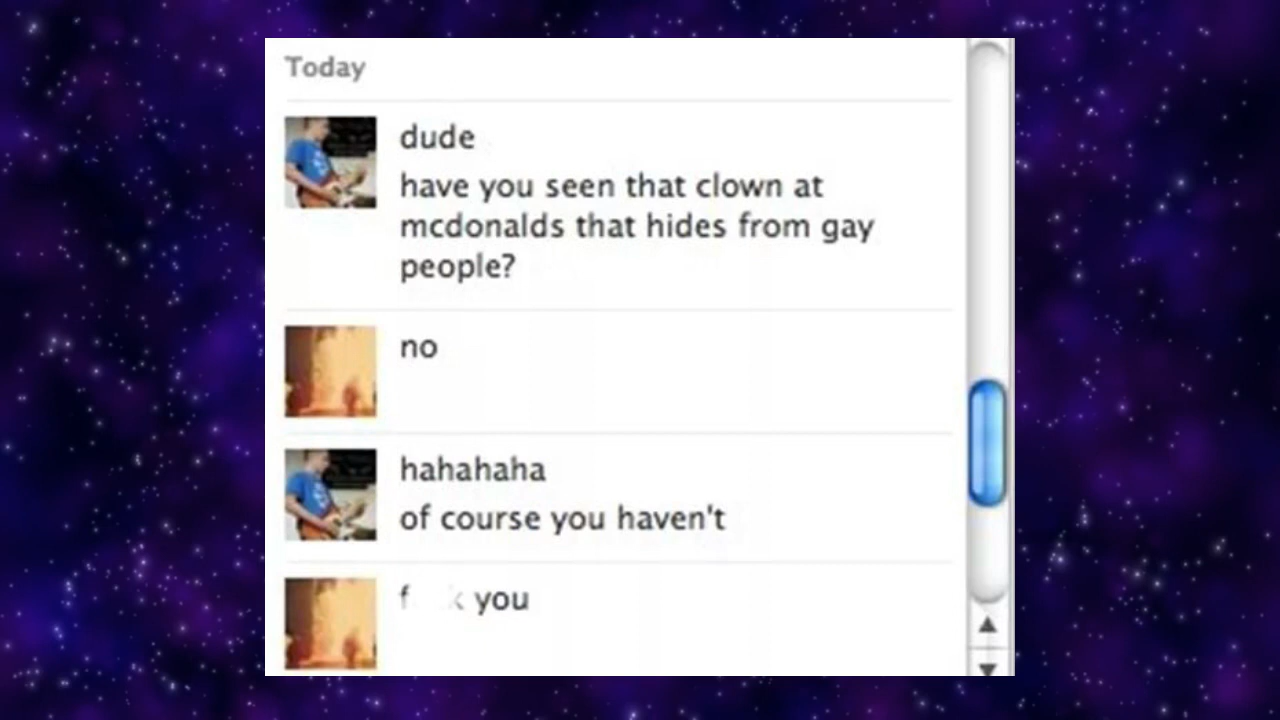 Today
dude
have you seen that clown at
mcdonalds that hides from gay
people?
no
hahahaha
of course you haven't
f k you